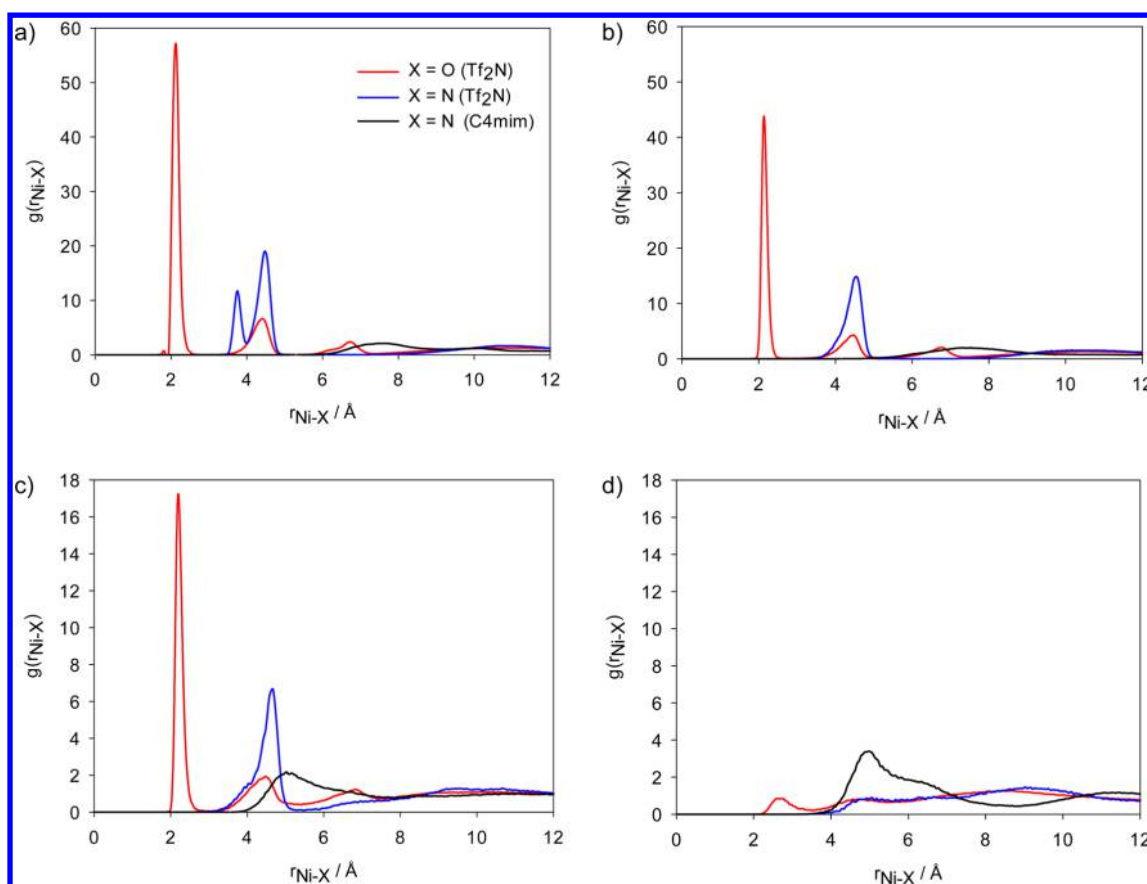 a)
60
50
40
30
20
10
0
g(rNi-X)
X = O (Tf2N)
X = N (Tf2N)
X = N (C4mim)
0 2 4 6 8 10 12
rNi-X / Å
b)
60
50
40
30
20
10
0
g(rNi-X)
0 2 4 6 8 10 12
rNi-X / Å
c)
18
16
14
12
10
8
6
4
2
0
g(rNi-X)
0 2 4 6 8 10 12
rNi-X / Å
d)
18
16
14
12
10
8
6
4
2
0
g(rNi-X)
0 2 4 6 8 10 12
rNi-X / Å